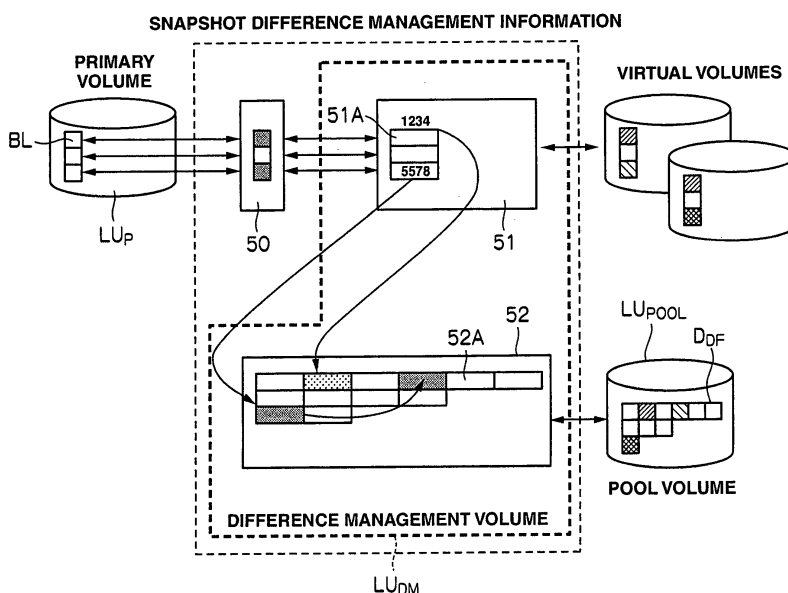 SNAPSHOT DIFFERENCE MANAGEMENT INFORMATION
PRIMARY
VOLUME
VIRTUAL VOLUMES
BL
51A
1234
5578
LUP
50
51
52
52A
LUPOOL
DDF
POOL VOLUME
DIFFERENCE MANAGEMENT VOLUME
LUDM